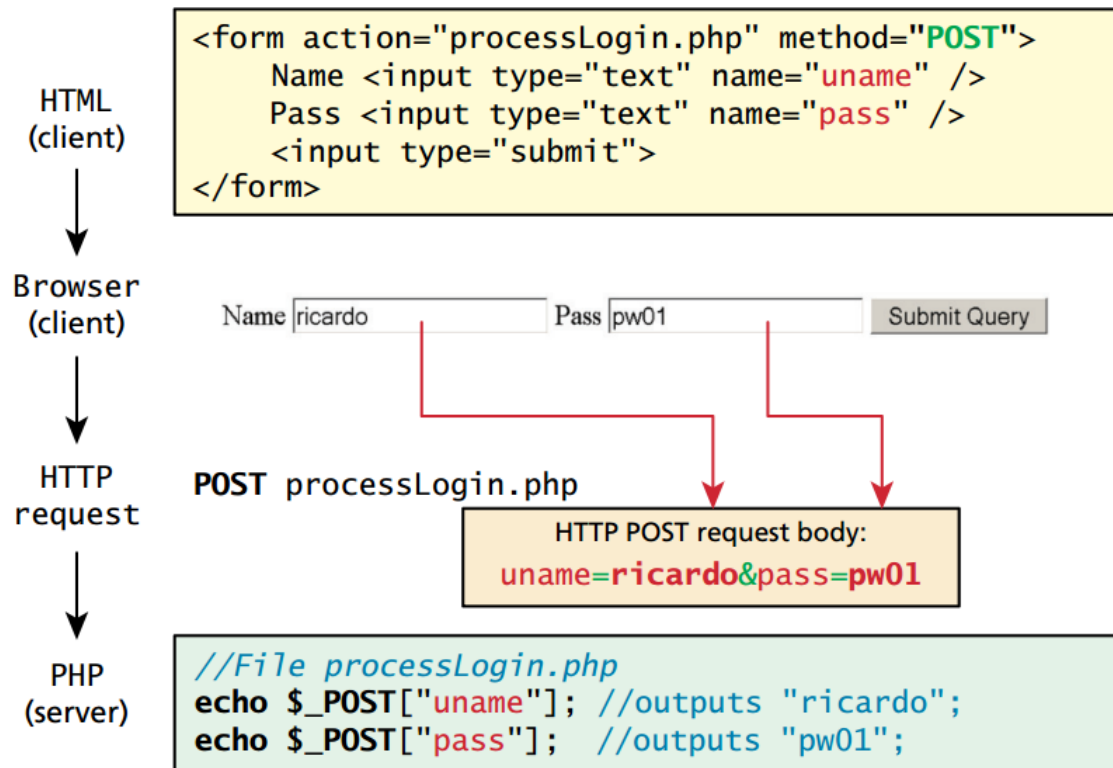 <form action="processLogin.php" method="POST">
Name <input type="text" name="uname" />
Pass <input type="text" name="pass" />
<input type="submit">
</form>
HTML
(client)
Browser
(client)
Name ricardo Pass pw01 Submit Query
HTTP
request
POST processLogin.php
HTTP POST request body:
uname=ricardo&pass=pw01
PHP
(server)
//File processLogin.php
echo $_POST["uname"]; //outputs "ricardo";
echo $_POST["pass"]; //outputs "pw01";